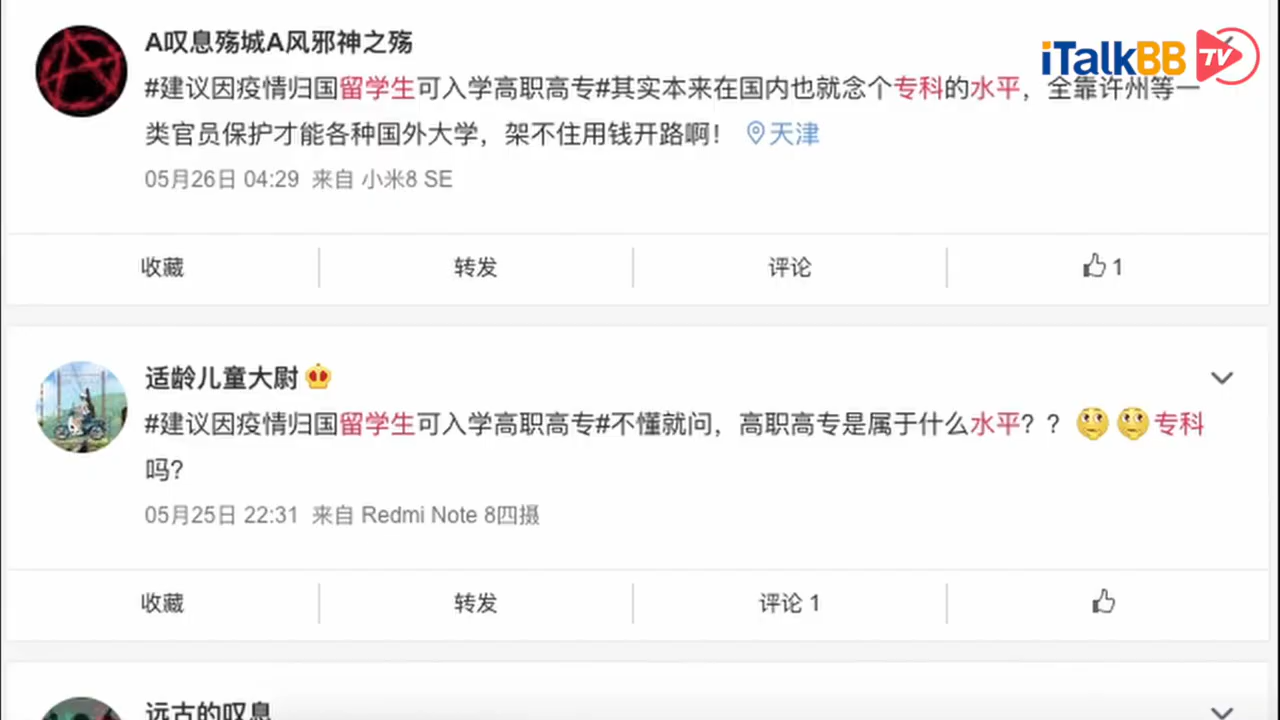 A叹息殇城A风邪神之殇
iTalkBB TV
#建议因疫情归国留学生可入学高职高专#其实本来在国内也就念个专科的水平，全靠许州等一
类官员保护才能各种国外大学，架不住用钱开路啊！ 天津
05月26日 04:29 来自 小米8 SE
收藏 转发 评论 1
适龄儿童大尉
#建议因疫情归国留学生可入学高职高专#不懂就问，高职高专是属于什么水平？？ 专科
吗？
05月25日 22:31 来自 Redmi Note 8四摄
收藏 转发 评论 1
远古的叹息